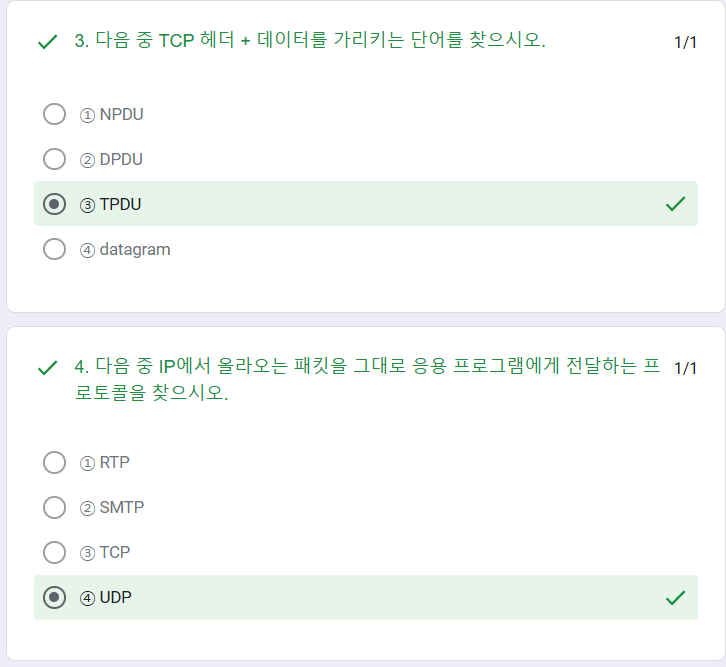 3. 다음 중 TCP 헤더 + 데이터를 가리키는 단어를 찾으시오. 1/1
① NPDU
② DPDU
③ TPDU
④ datagram
4. 다음 중 IP에서 올라오는 패킷을 그대로 응용 프로그램에게 전달하는 프 1/1
로토콜을 찾으시오.
① RTP
② SMTP
③ TCP
④ UDP